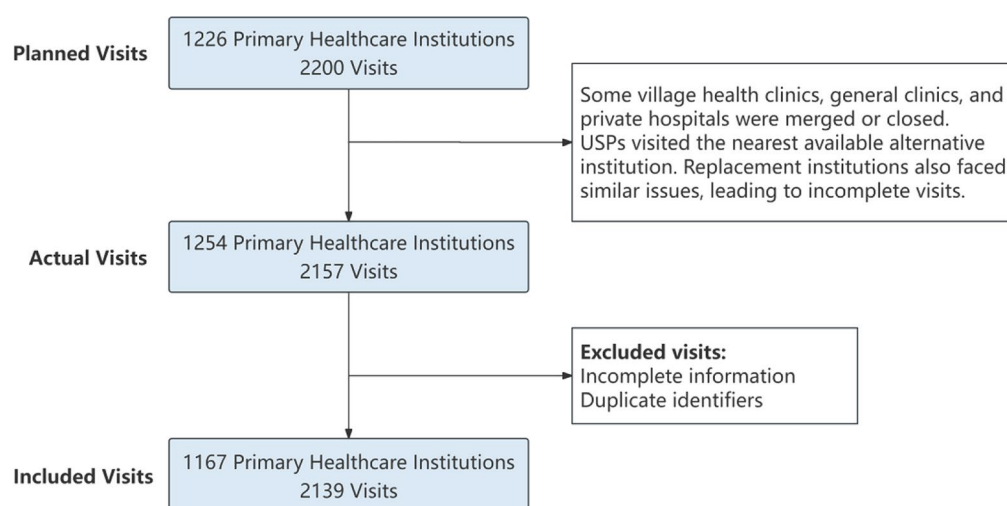 Planned Visits
1226 Primary Healthcare Institutions
2200 Visits
Some village health clinics, general clinics, and
private hospitals were merged or closed.
USPs visited the nearest available alternative
institution. Replacement institutions also faced
similar issues, leading to incomplete visits.
Actual Visits
1254 Primary Healthcare Institutions
2157 Visits
Excluded visits:
Incomplete information
Duplicate identifiers
Included Visits
1167 Primary Healthcare Institutions
2139 Visits